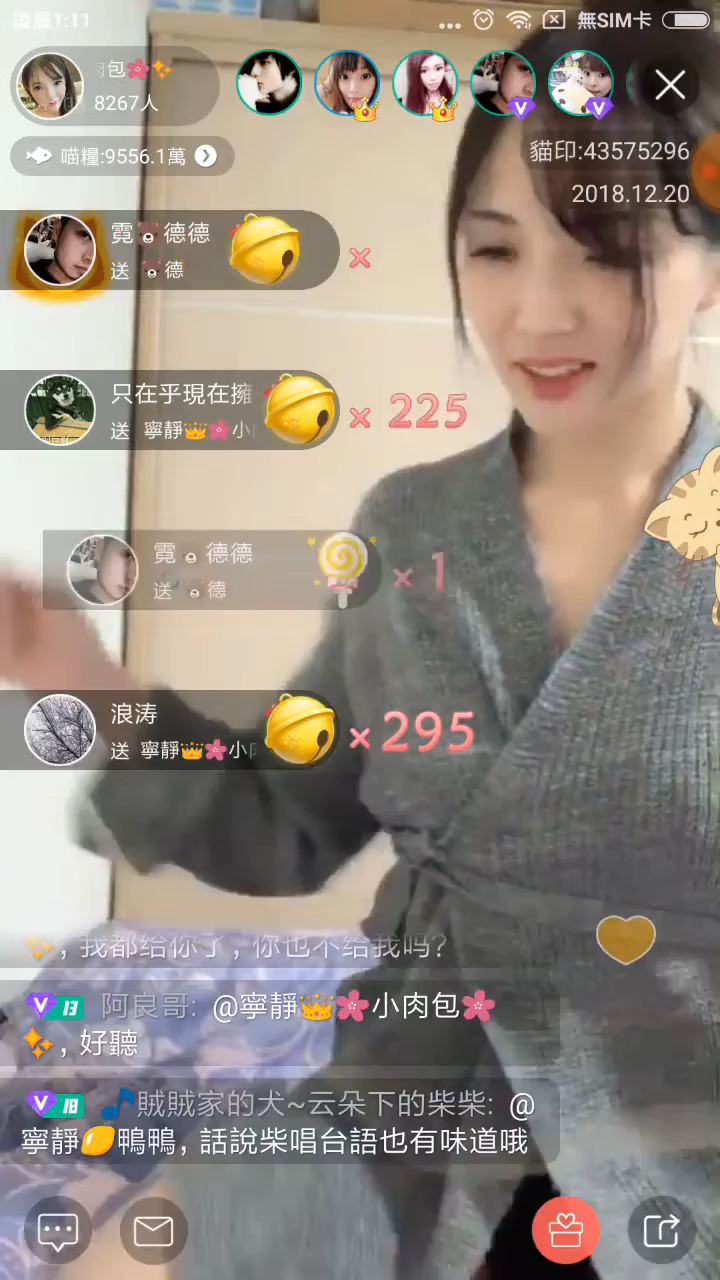 凌晨1:11
無SIM卡
包🌸✨
8267人
喵糧:9556.1萬
貓印:43575296
2018.12.20
霓🐻德德
送 🐻德
×
只在乎現在擁
送 寧靜👑🌸小
× 225
霓🐻德德
送 🐻德
× 1
浪涛
送 寧靜👑🌸小
× 295
✨, 我都给你了, 你也不给我吗?
V 13 阿良哥: @寧靜👑🌸小肉包🌸
✨, 好聽
V 18 🎵賊賊家的犬~云朵下的柴柴: @
寧靜🍋鴨鴨, 話說柴唱台語也有味道哦